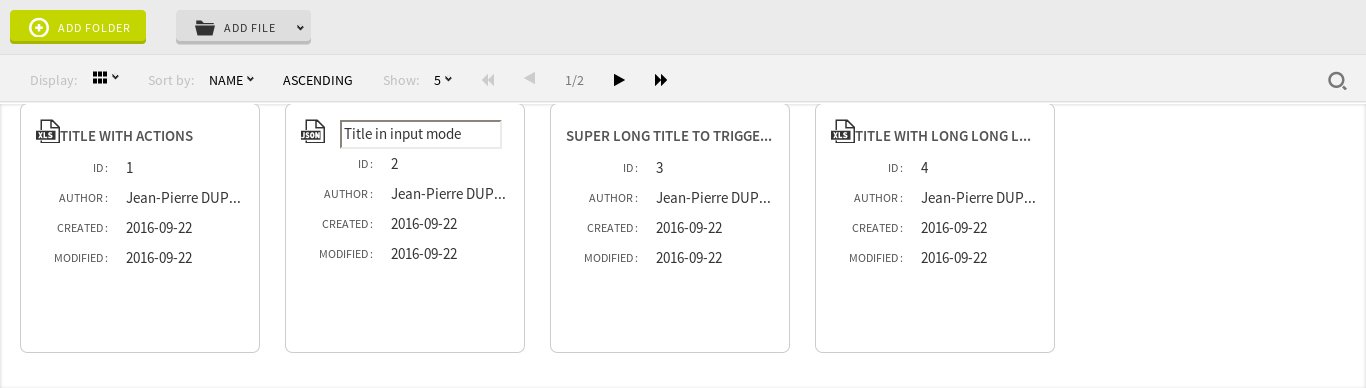 ADD FOLDER
ADD FILE
Display:
Sort by: NAME
ASCENDING
Show: 5
1/2
XLS
TITLE WITH ACTIONS
ID: 1
AUTHOR: Jean-Pierre DUP...
CREATED: 2016-09-22
MODIFIED: 2016-09-22
JSON
Title in input mode
ID: 2
AUTHOR: Jean-Pierre DUP...
CREATED: 2016-09-22
MODIFIED: 2016-09-22
SUPER LONG TITLE TO TRIGGE...
ID: 3
AUTHOR: Jean-Pierre DUP...
CREATED: 2016-09-22
MODIFIED: 2016-09-22
XLS
TITLE WITH LONG LONG L...
ID: 4
AUTHOR: Jean-Pierre DUP...
CREATED: 2016-09-22
MODIFIED: 2016-09-22